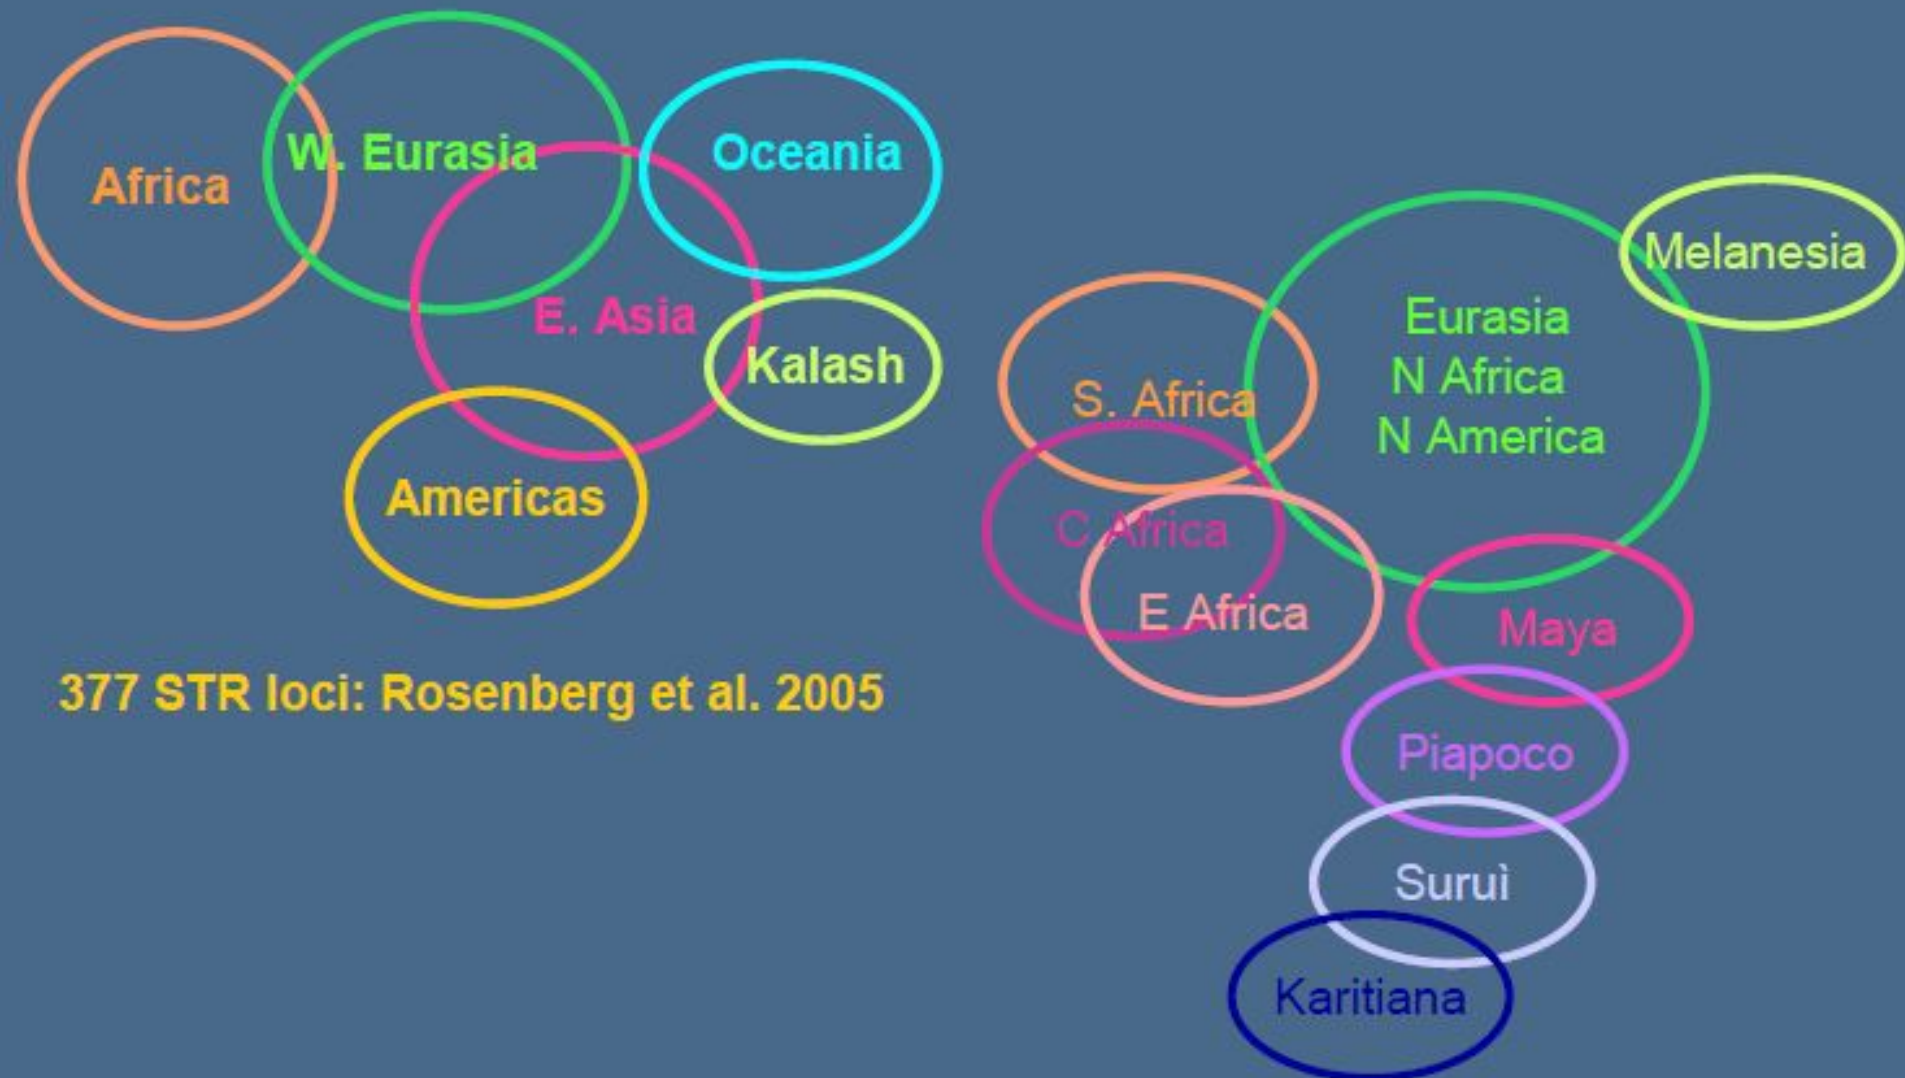 Africa
W. Eurasia
Oceania
E. Asia
Kalash
Americas
377 STR loci: Rosenberg et al. 2005
Melanesia
Eurasia
N Africa
N America
S. Africa
C Africa
E Africa
Maya
Piapoco
Suruì
Karitiana